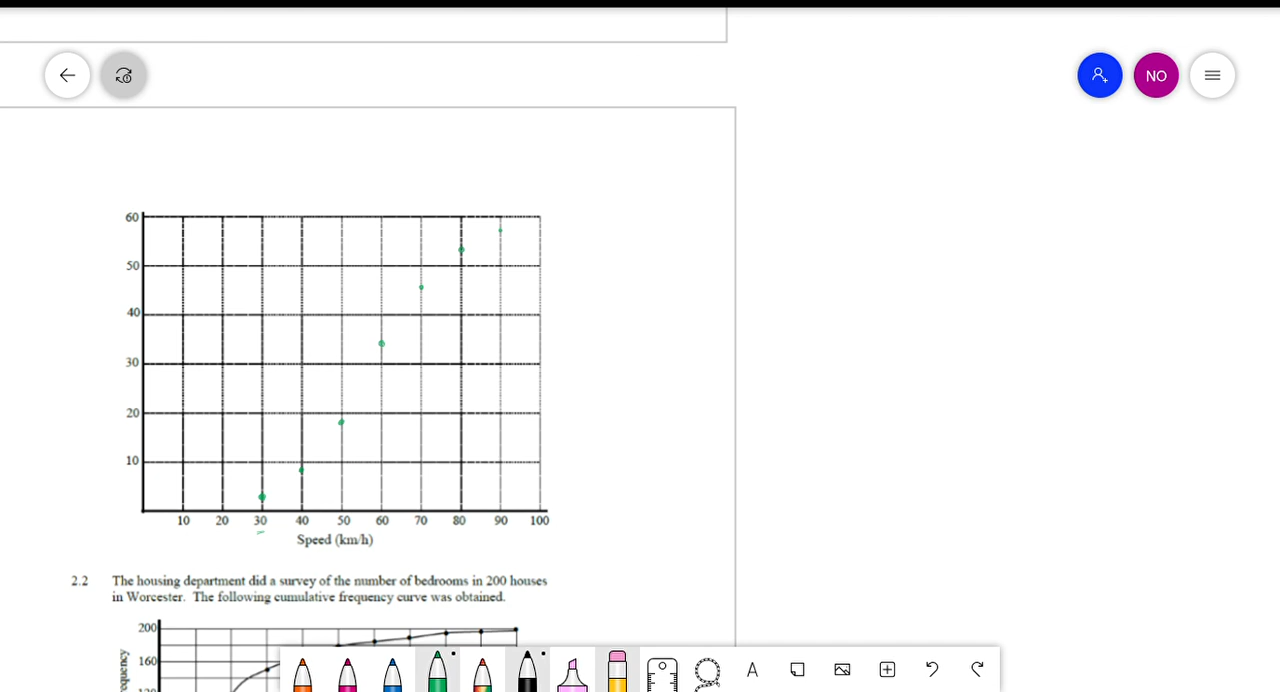 NO
60
50
40
30
20
10
10 20 30 40 50 60 70 80 90 100
Speed (km/h)
2.2 The housing department did a survey of the number of bedrooms in 200 houses
in Worcester. The following cumulative frequency curve was obtained.
200
160
A